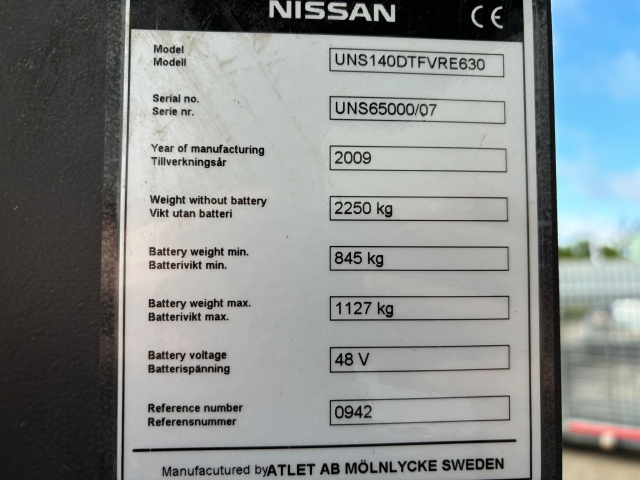 NISSAN CE
Model
Modell UNS140DTFVRE630
Serial no.
Serie nr. UNS65000/07
Year of manufacturing
Tillverkningsår 2009
Weight without battery
Vikt utan batteri 2250 kg
Battery weight min.
Batterivikt min. 845 kg
Battery weight max.
Batterivikt max. 1127 kg
Battery voltage
Batterispänning 48 V
Reference number
Referensnummer 0942
Manufacutured by ATLET AB MÖLNLYCKE SWEDEN